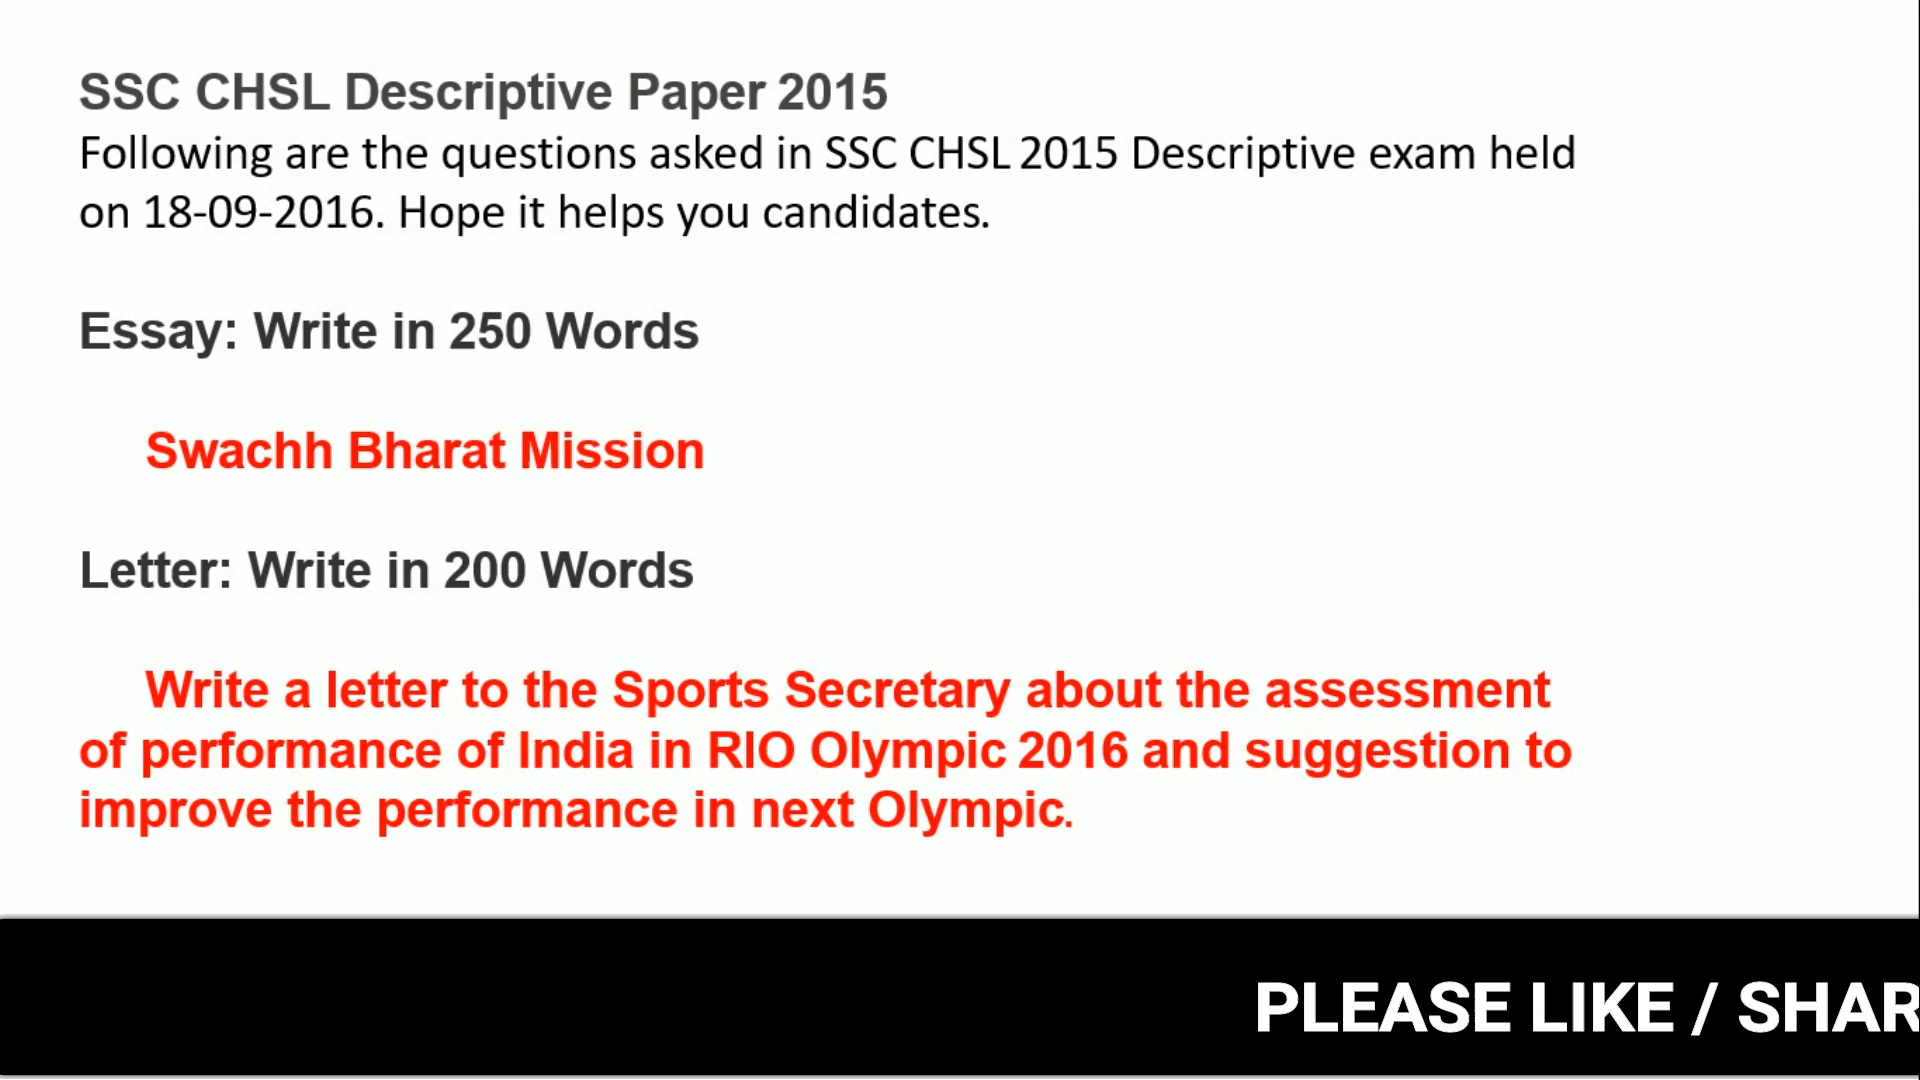 SSC CHSL Descriptive Paper 2015
Following are the questions asked in SSC CHSL 2015 Descriptive exam held
on 18-09-2016. Hope it helps you candidates.
Essay: Write in 250 Words
Swachh Bharat Mission
Letter: Write in 200 Words
Write a letter to the Sports Secretary about the assessment
of performance of India in RIO Olympic 2016 and suggestion to
improve the performance in next Olympic.
PLEASE LIKE / SHAR